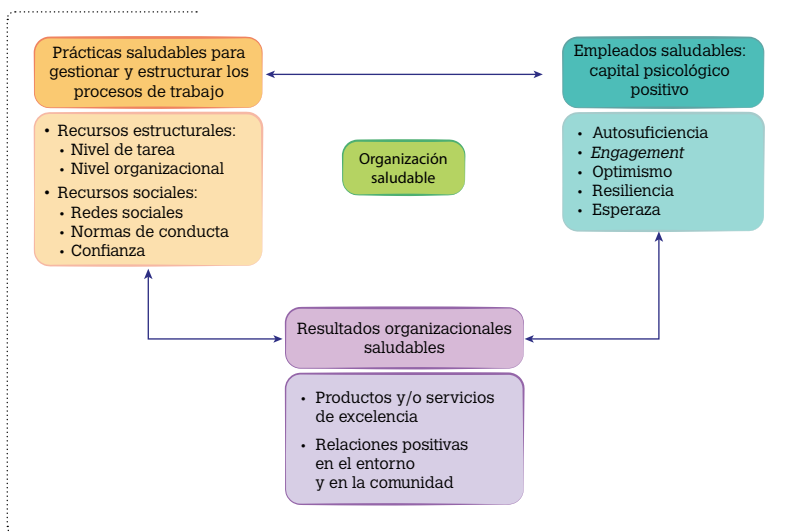 Prácticas saludables para
gestionar y estructurar los
procesos de trabajo
• Recursos estructurales:
• Nivel de tarea
• Nivel organizacional
• Recursos sociales:
• Redes sociales
• Normas de conducta
• Confianza
Organización
saludable
Empleados saludables:
capital psicológico
positivo
• Autosuficiencia
• Engagement
• Optimismo
• Resiliencia
• Esperaza
Resultados organizacionales
saludables
• Productos y/o servicios
de excelencia
• Relaciones positivas
en el entorno
y en la comunidad